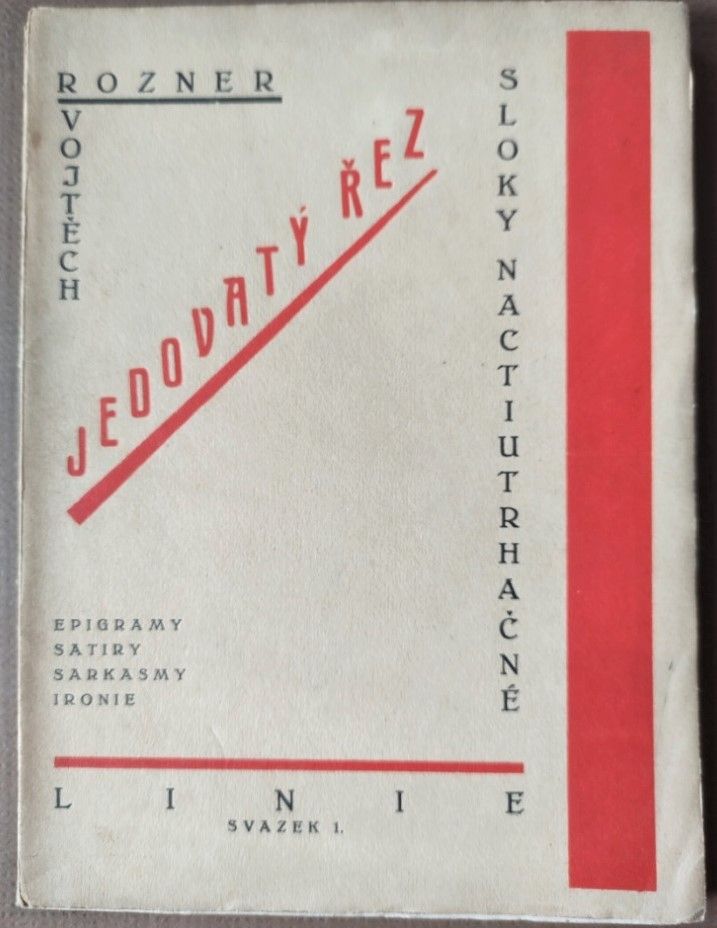 ROZNER
VOJTĚCH
JEDOVATÝ ŘEZ
SLOKY NACTIUTRHAČNÉ
EPIGRAMY
SATIRY
SARKASMY
IRONIE
LINIE
SVAZEK 1.